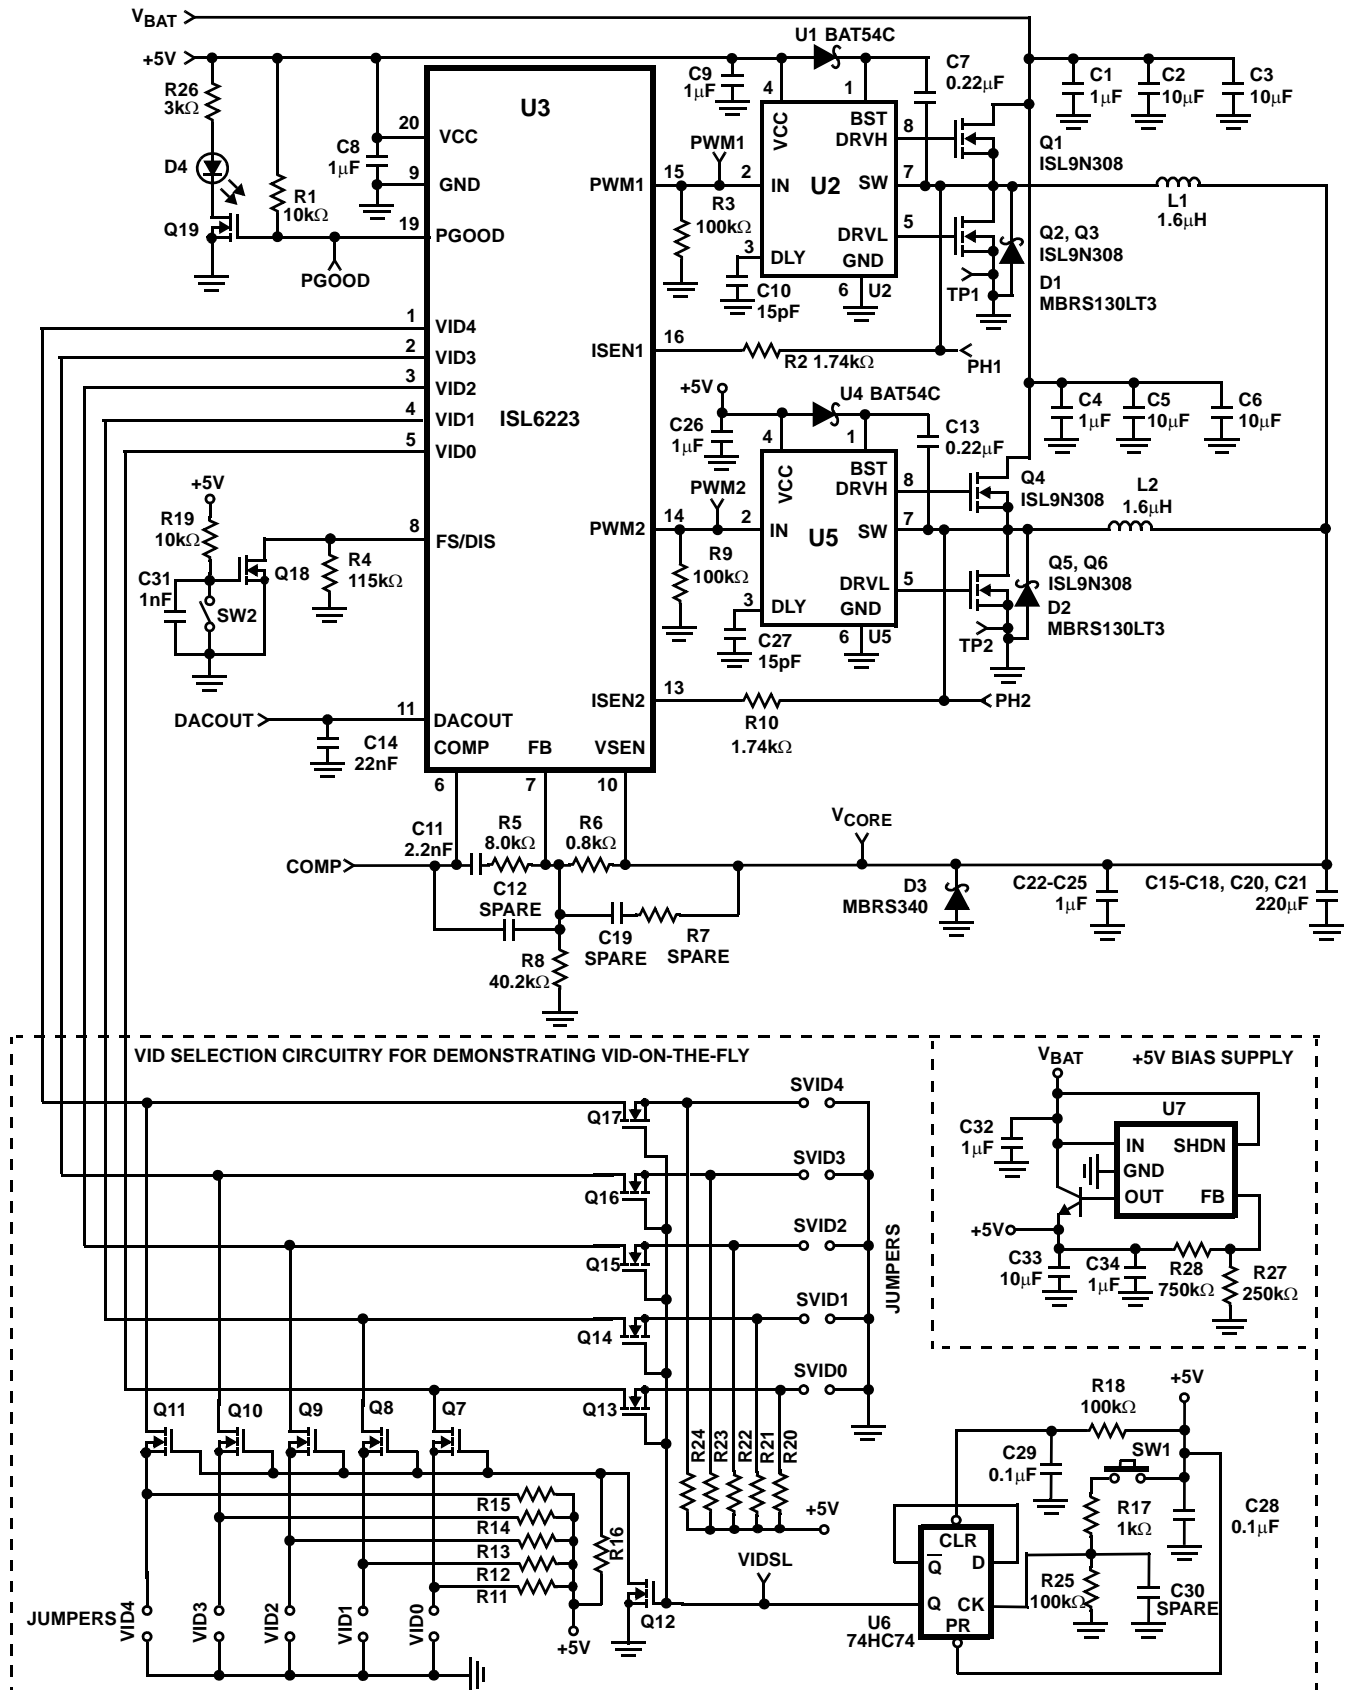 VBAT
+5V
R26
3kΩ
D4
Q19
R1
10kΩ
PGOOD
C8
1µF
20
9
19
U3
VCC
GND
PGOOD
PWM1
15
C9
1µF
U1 BAT54C
C7
0.22µF
4
1
PWM1
2
R3
100kΩ
3
C10
15pF
VCC
BST
DRVH
IN
U2
SW
DRVL
DLY
GND
8
7
5
6
U2
C1
1µF
C2
10µF
C3
10µF
Q1
ISL9N308
L1
1.6µH
Q2, Q3
ISL9N308
D1
MBRS130LT3
TP1
1
2
3
4
5
VID4
VID3
VID2
VID1
VID0
ISL6223
ISEN1
16
R2 1.74kΩ
PH1
+5V
C26
1µF
U4 BAT54C
C13
0.22µF
4
1
C4
1µF
C5
10µF
C6
10µF
+5V
R19
10kΩ
C31
1nF
SW2
Q18
R4
115kΩ
8
FS/DIS
PWM2
14
PWM2
2
R9
100kΩ
3
C27
15pF
VCC
BST
DRVH
IN
U5
SW
DRVL
DLY
GND
8
7
5
6
U5
Q4
ISL9N308
L2
1.6µH
Q5, Q6
ISL9N308
D2
MBRS130LT3
TP2
ISEN2
13
R10
1.74kΩ
PH2
DACOUT
C14
22nF
11
DACOUT
COMP
FB
VSEN
6
7
10
COMP
C11
2.2nF
R5
8.0kΩ
R6
0.8kΩ
C12
SPARE
C19
SPARE
R7
SPARE
R8
40.2kΩ
VCORE
D3
MBRS340
C22-C25
1µF
C15-C18, C20, C21
220µF
VID SELECTION CIRCUITRY FOR DEMONSTRATING VID-ON-THE-FLY
Q17
SVID4
Q16
SVID3
Q15
SVID2
Q14
SVID1
Q13
SVID0
JUMPERS
R24
R23
R22
R21
R20
+5V
Q11
Q10
Q9
Q8
Q7
R15
R14
R13
R12
R11
R16
+5V
Q12
JUMPERS
VID4
VID3
VID2
VID1
VID0
VIDSL
VBAT
+5V BIAS SUPPLY
U7
C32
1µF
IN
SHDN
GND
OUT
FB
+5V
C33
10µF
C34
1µF
R28
750kΩ
R27
250kΩ
+5V
R18
100kΩ
C29
0.1µF
SW1
R17
1kΩ
C28
0.1µF
CLR
Q
D
Q
CK
PR
U6
74HC74
R25
100kΩ
C30
SPARE